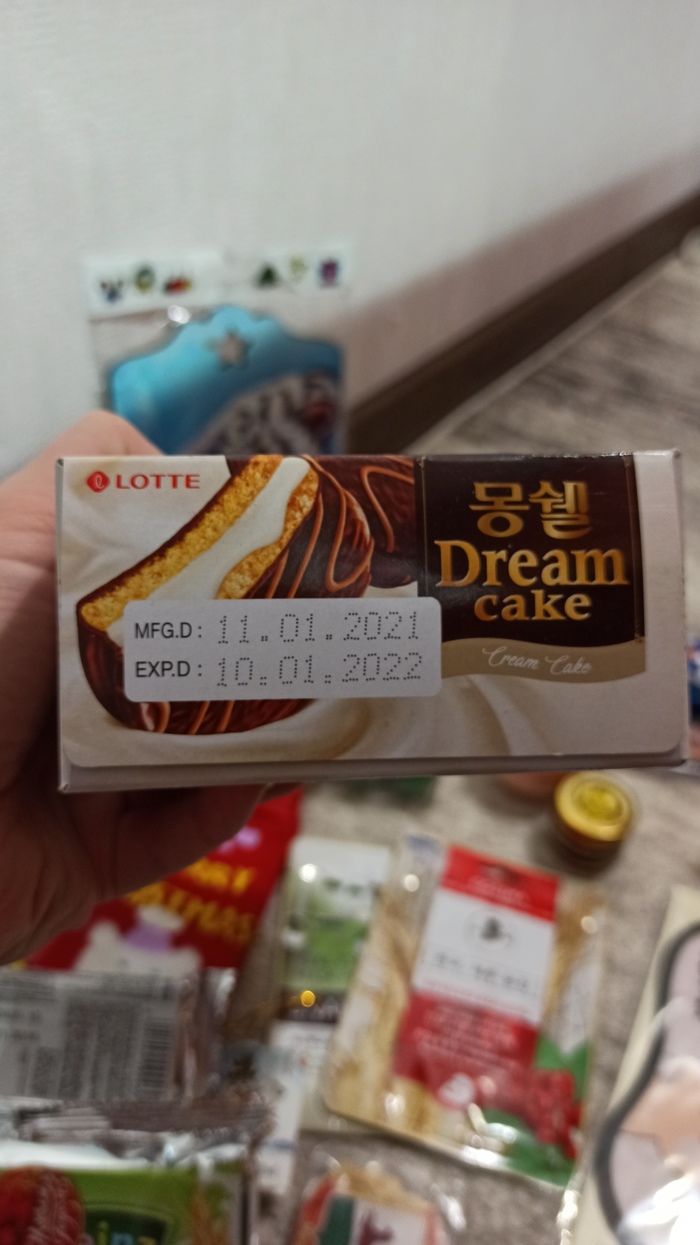 LOTTE
몽쉘
Dream
cake
Cream Cake
MFG.D : 11.01.2021
EXP.D : 10.01.2022